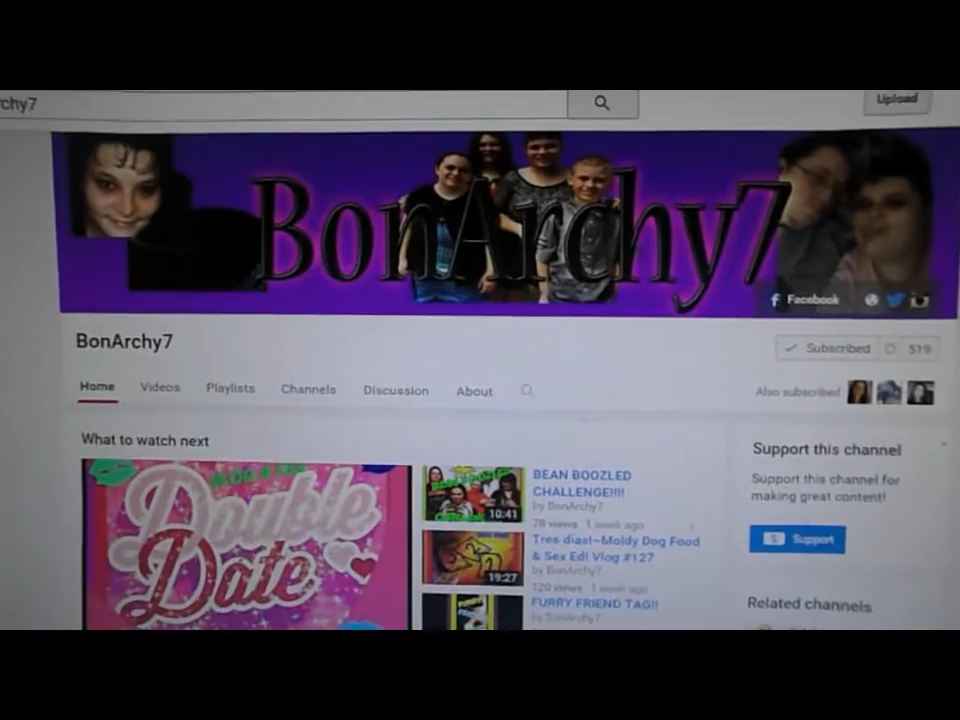 rchy7
Upload
BonArchy7
Facebook
BonArchy7
Subscribed 519
Home Videos Playlists Channels Discussion About
Also subscribed
What to watch next
Support this channel
Support this channel for
making great content!
Support
Related channels
Double
Date
BEAN BOOZLED
CHALLENGE!!!!
by BonArchy7
78 views 1 week ago
10:41
Tres dias!~Moldy Dog Food
& Sex Ed! Vlog #127
by BonArchy7
120 views 1 week ago
19:27
FURRY FRIEND TAG!!
by BonArchy7